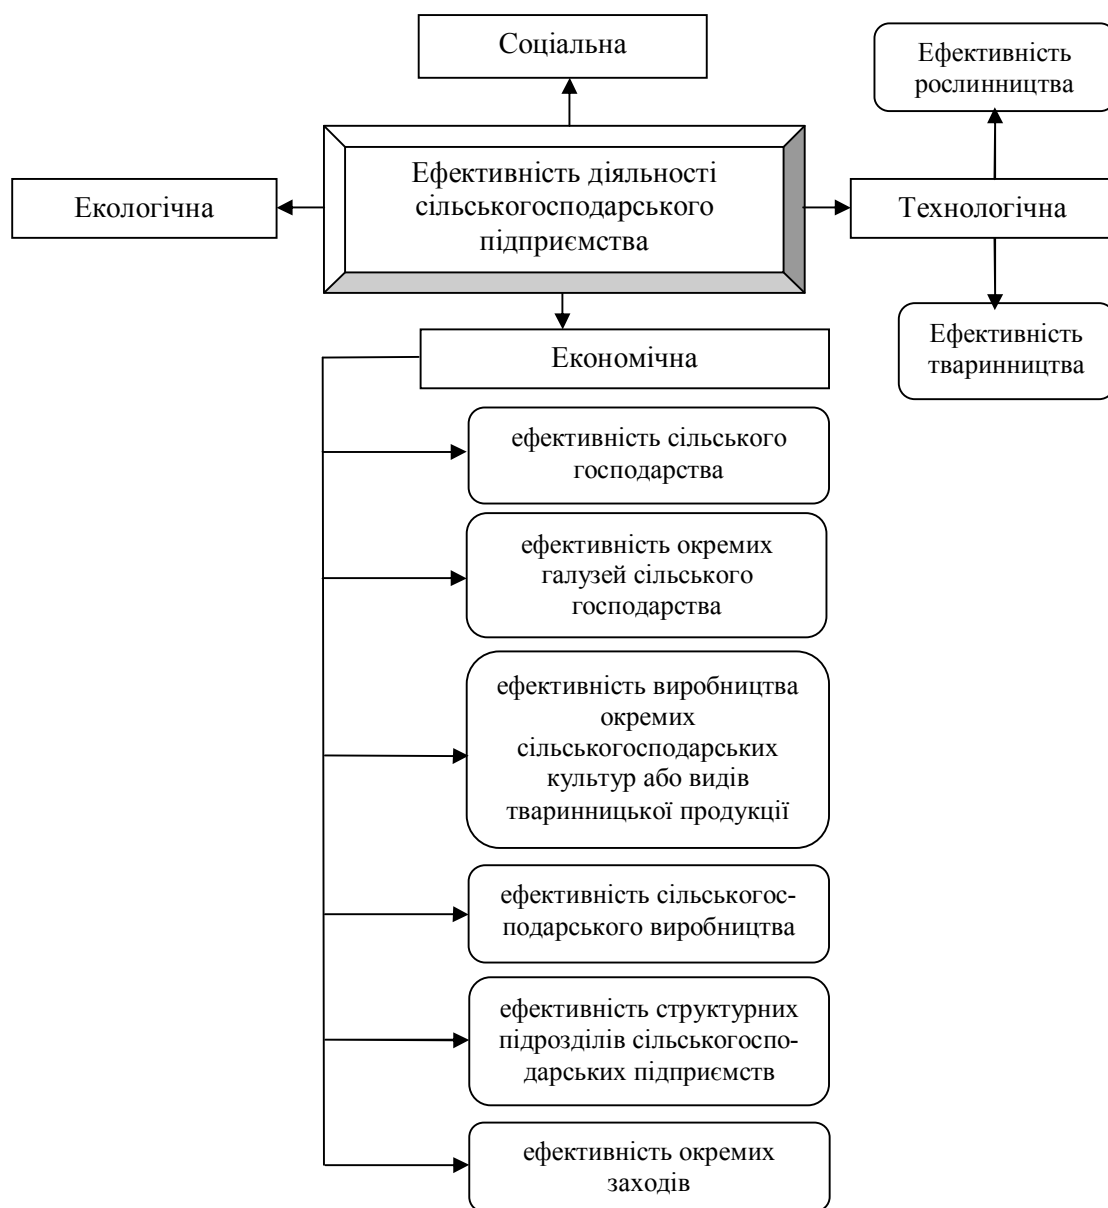 Соціальна
Ефективність
рослинництва
Ефективність діяльності
сільськогосподарського
підприємства
Екологічна
Технологічна
Ефективність
тваринництва
Економічна
ефективність сільського
господарства
ефективність окремих
галузей сільського
господарства
ефективність виробництва
окремих
сільськогосподарських
культур або видів
тваринницької продукції
ефективність сільськогос-
подарського виробництва
ефективність структурних
підрозділів сільськогоспо-
дарських підприємств
ефективність окремих
заходів